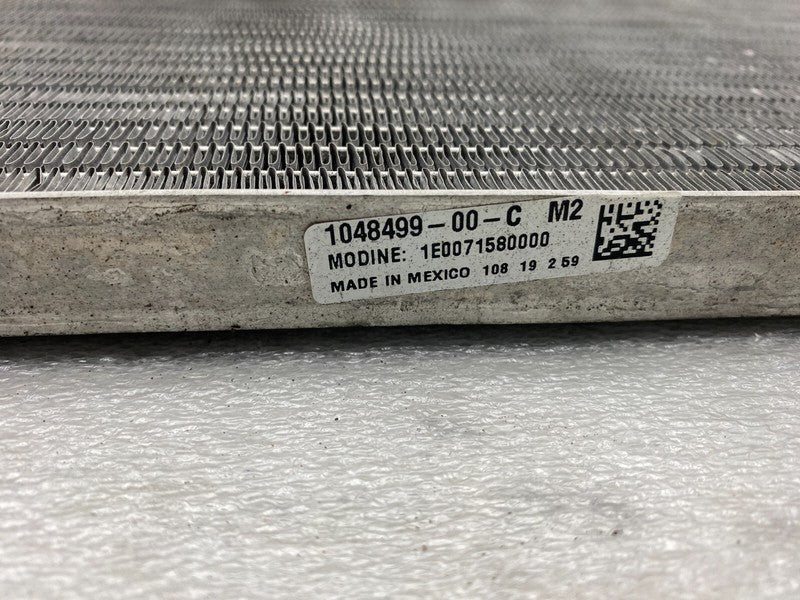 1048499-00-C M2
MODINE: 1E0071580000
MADE IN MEXICO 108 19 2 59